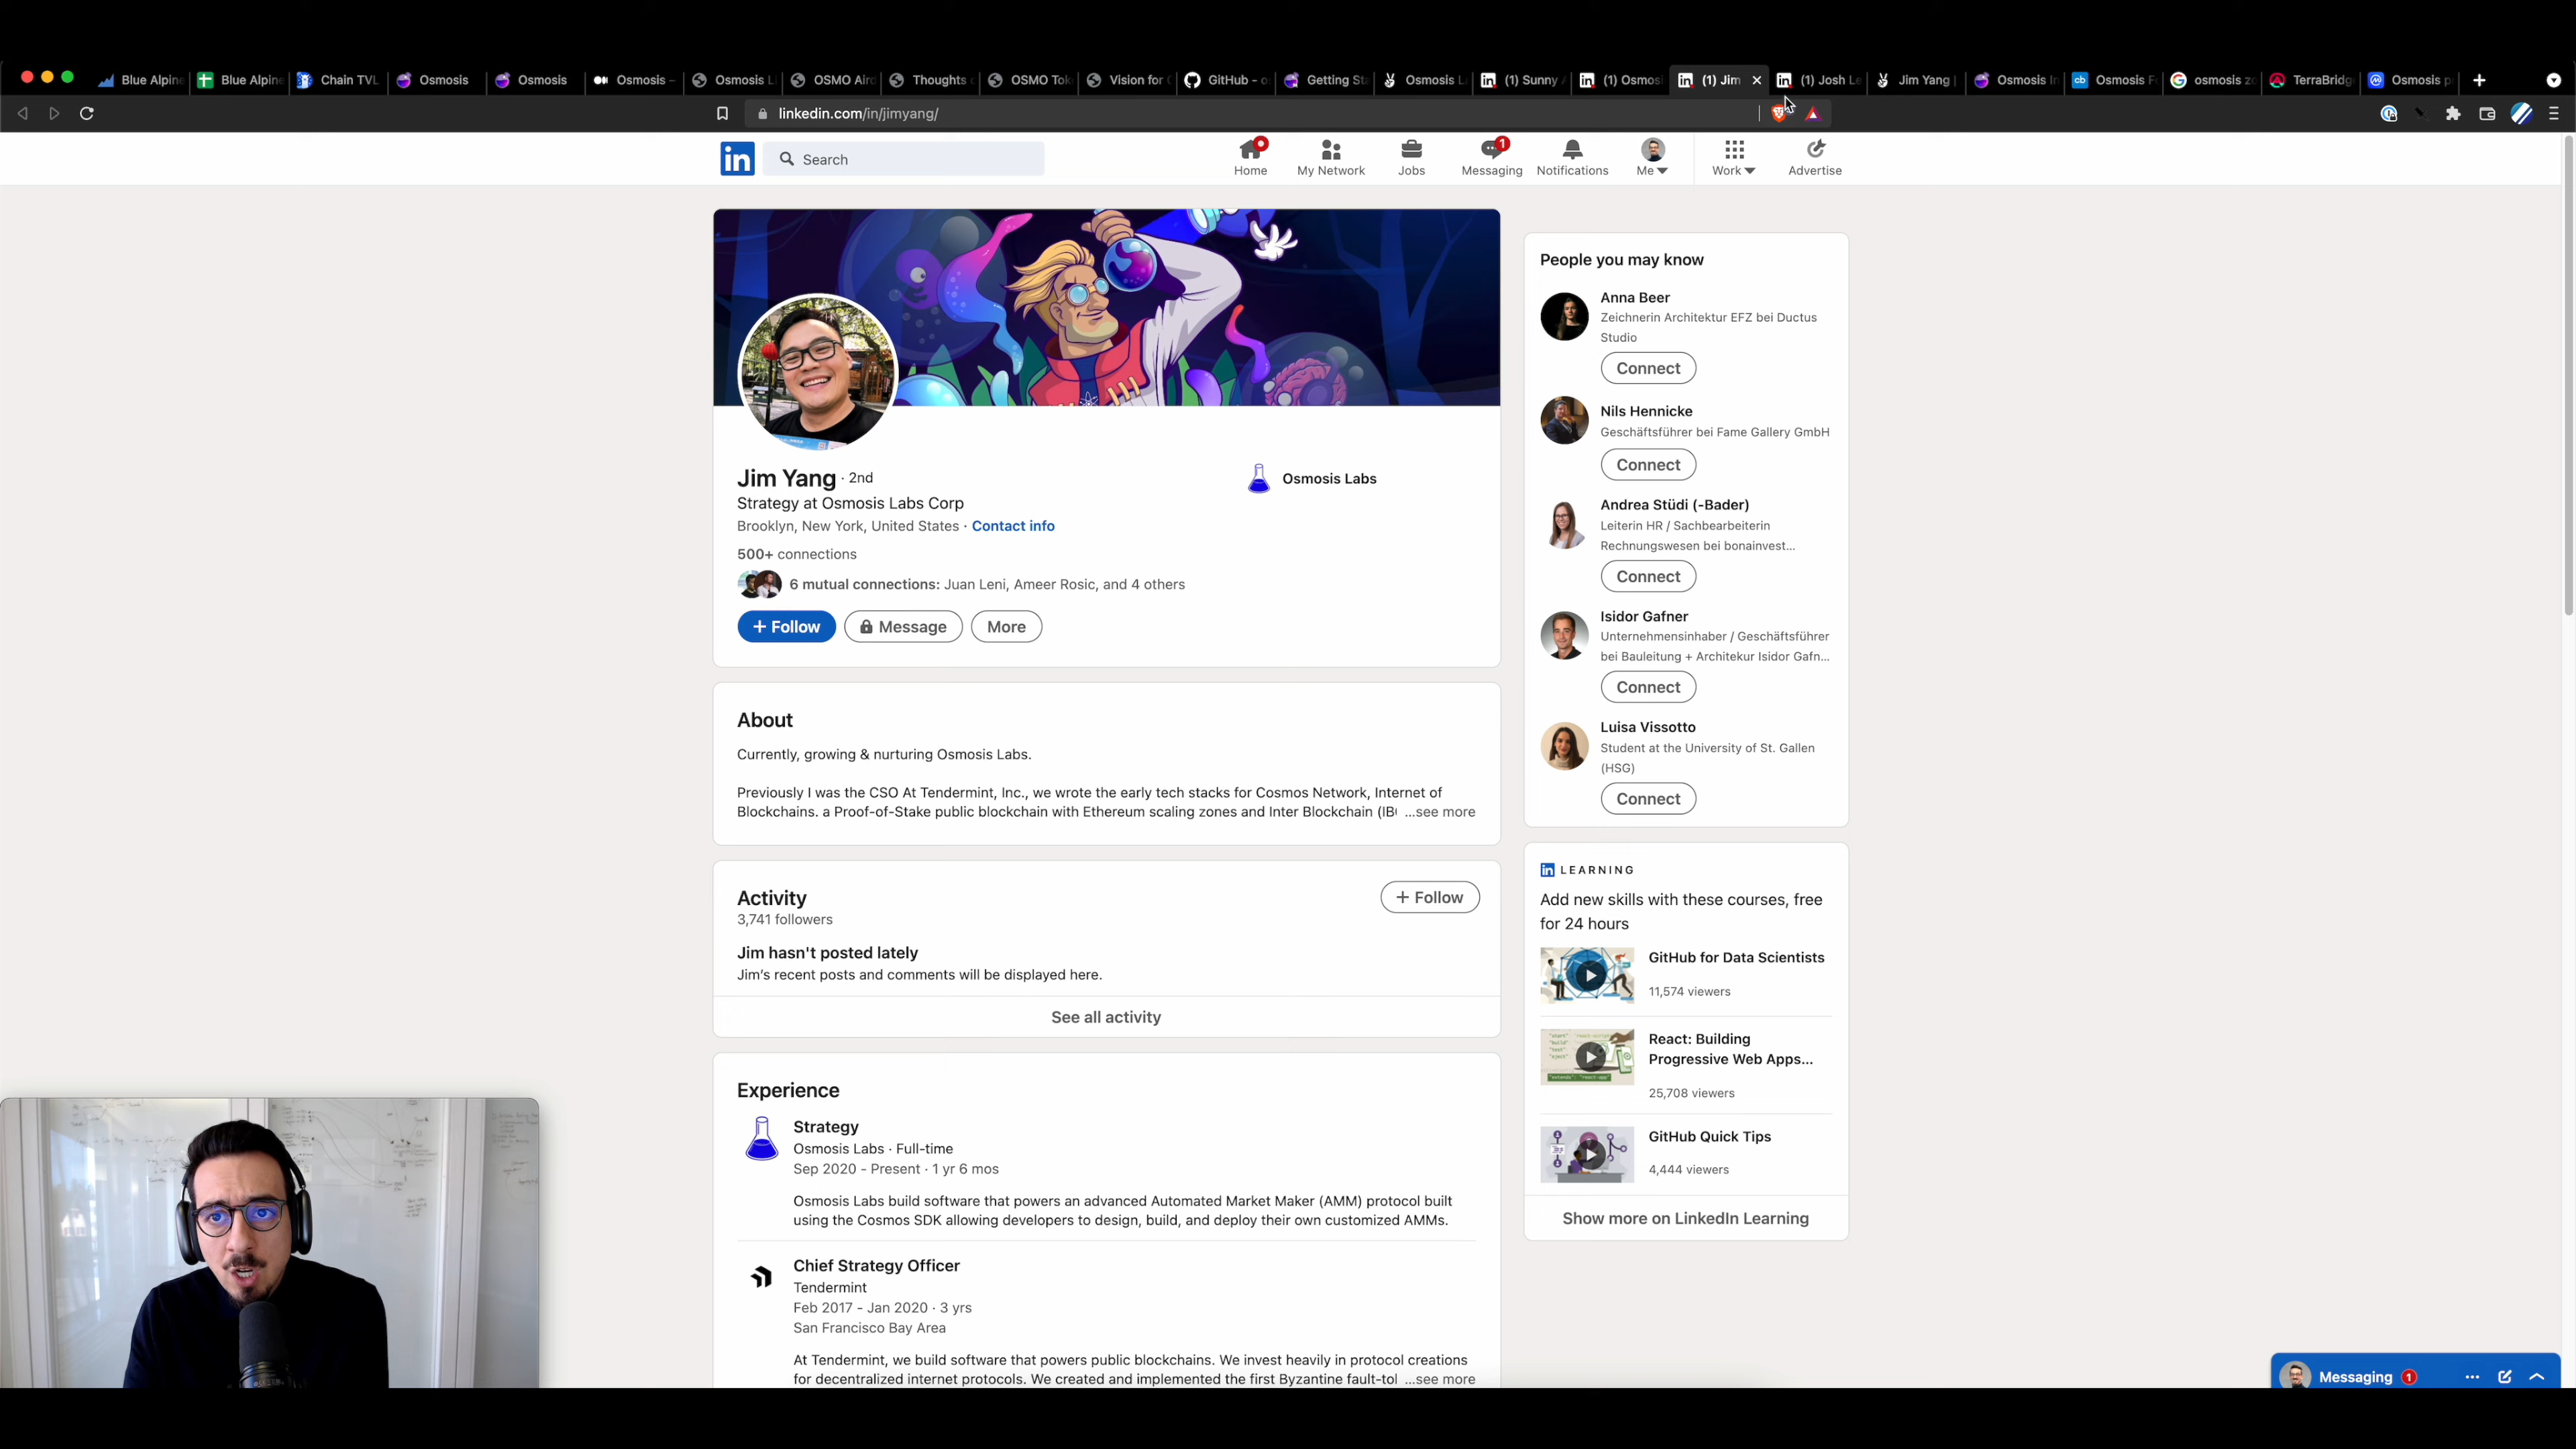 Blue Alpine
Blue Alpine
Chain TVL
Osmosis
Osmosis
Osmosis –
Osmosis L
OSMO Air
Thoughts
OSMO Tok
Vision for
GitHub - o
Getting Sta
Osmosis L
(1) Sunny
(1) Osmos
(1) Jim
(1) Josh Le
Jim Yang |
Osmosis In
Osmosis F
osmosis zo
TerraBridg
Osmosis p
linkedin.com/in/jimyang/
in
Search
Home
My Network
Jobs
1
Messaging
Notifications
Me
Work
Advertise
Jim Yang · 2nd
Strategy at Osmosis Labs Corp
Brooklyn, New York, United States · Contact info
500+ connections
6 mutual connections: Juan Leni, Ameer Rosic, and 4 others
+ Follow
Message
More
Osmosis Labs
About
Currently, growing & nurturing Osmosis Labs.
Previously I was the CSO At Tendermint, Inc., we wrote the early tech stacks for Cosmos Network, Internet of
Blockchains. a Proof-of-Stake public blockchain with Ethereum scaling zones and Inter Blockchain (IB ...see more
Activity
3,741 followers
+ Follow
Jim hasn't posted lately
Jim's recent posts and comments will be displayed here.
See all activity
Experience
Strategy
Osmosis Labs · Full-time
Sep 2020 - Present · 1 yr 6 mos
Osmosis Labs build software that powers an advanced Automated Market Maker (AMM) protocol built
using the Cosmos SDK allowing developers to design, build, and deploy their own customized AMMs.
Chief Strategy Officer
Tendermint
Feb 2017 - Jan 2020 · 3 yrs
San Francisco Bay Area
At Tendermint, we build software that powers public blockchains. We invest heavily in protocol creations
for decentralized internet protocols. We created and implemented the first Byzantine fault-tol ...see more
People you may know
Anna Beer
Zeichnerin Architektur EFZ bei Ductus
Studio
Connect
Nils Hennicke
Geschäftsführer bei Fame Gallery GmbH
Connect
Andrea Stüdi (-Bader)
Leiterin HR / Sachbearbeiterin
Rechnungswesen bei bonainvest...
Connect
Isidor Gafner
Unternehmensinhaber / Geschäftsführer
bei Bauleitung + Architekur Isidor Gafn...
Connect
Luisa Vissotto
Student at the University of St. Gallen
(HSG)
Connect
in LEARNING
Add new skills with these courses, free
for 24 hours
GitHub for Data Scientists
11,574 viewers
React: Building
Progressive Web Apps...
25,708 viewers
GitHub Quick Tips
4,444 viewers
Show more on LinkedIn Learning
Messaging 1